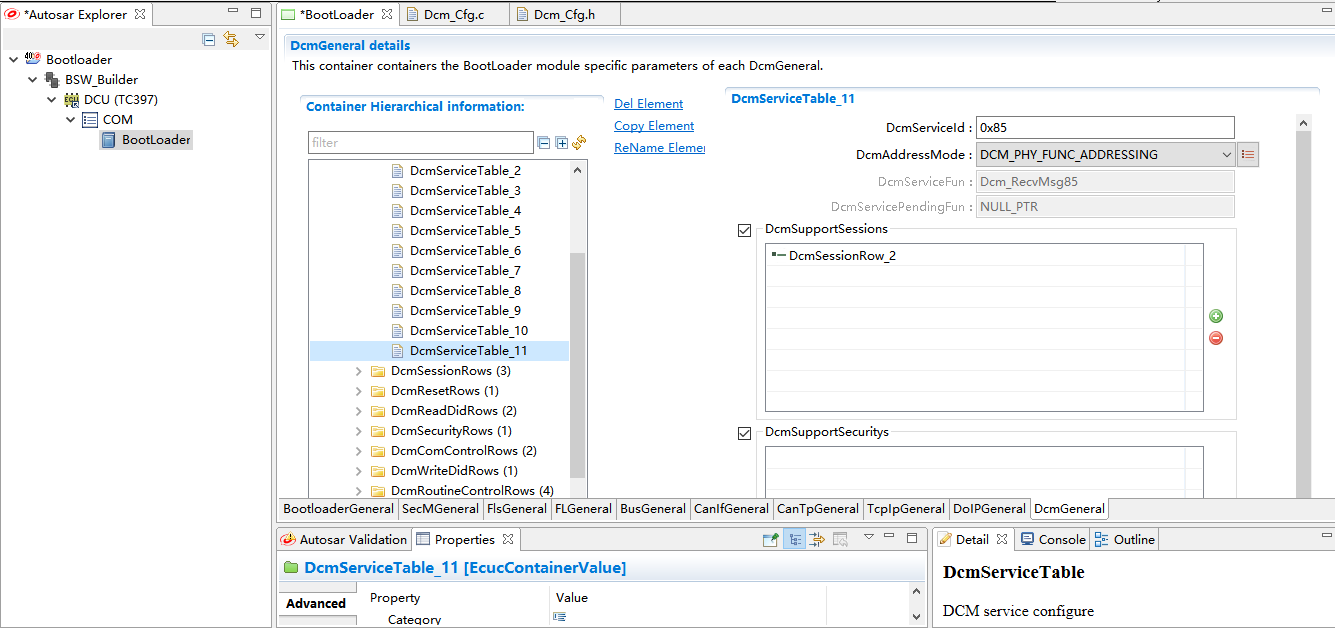 *Autosar Explorer
Bootloader
BSW_Builder
DCU (TC397)
COM
BootLoader
*BootLoader
Dcm_Cfg.c
Dcm_Cfg.h
DcmGeneral details
This container containers the BootLoader module specific parameters of each DcmGeneral.
Container Hierarchical information:
filter
DcmServiceTable_2
DcmServiceTable_3
DcmServiceTable_4
DcmServiceTable_5
DcmServiceTable_6
DcmServiceTable_7
DcmServiceTable_8
DcmServiceTable_9
DcmServiceTable_10
DcmServiceTable_11
DcmSessionRows (3)
DcmResetRows (1)
DcmReadDidRows (2)
DcmSecurityRows (1)
DcmComControlRows (2)
DcmWriteDidRows (1)
DcmRoutineControlRows (4)
Del Element
Copy Element
ReName Elemer
DcmServiceTable_11
DcmServiceId : 0x85
DcmAddressMode : DCM_PHY_FUNC_ADDRESSING
DcmServiceFun : Dcm_RecvMsg85
DcmServicePendingFun : NULL_PTR
DcmSupportSessions
DcmSessionRow_2
DcmSupportSecuritys
BootloaderGeneral SecMGeneral FlsGeneral FLGeneral BusGeneral CanIfGeneral CanTpGeneral TcpIpGeneral DoIPGeneral DcmGeneral
Autosar Validation Properties
DcmServiceTable_11 [EcucContainerValue]
Advanced
Property Value
Category
Detail Console Outline
DcmServiceTable
DCM service configure